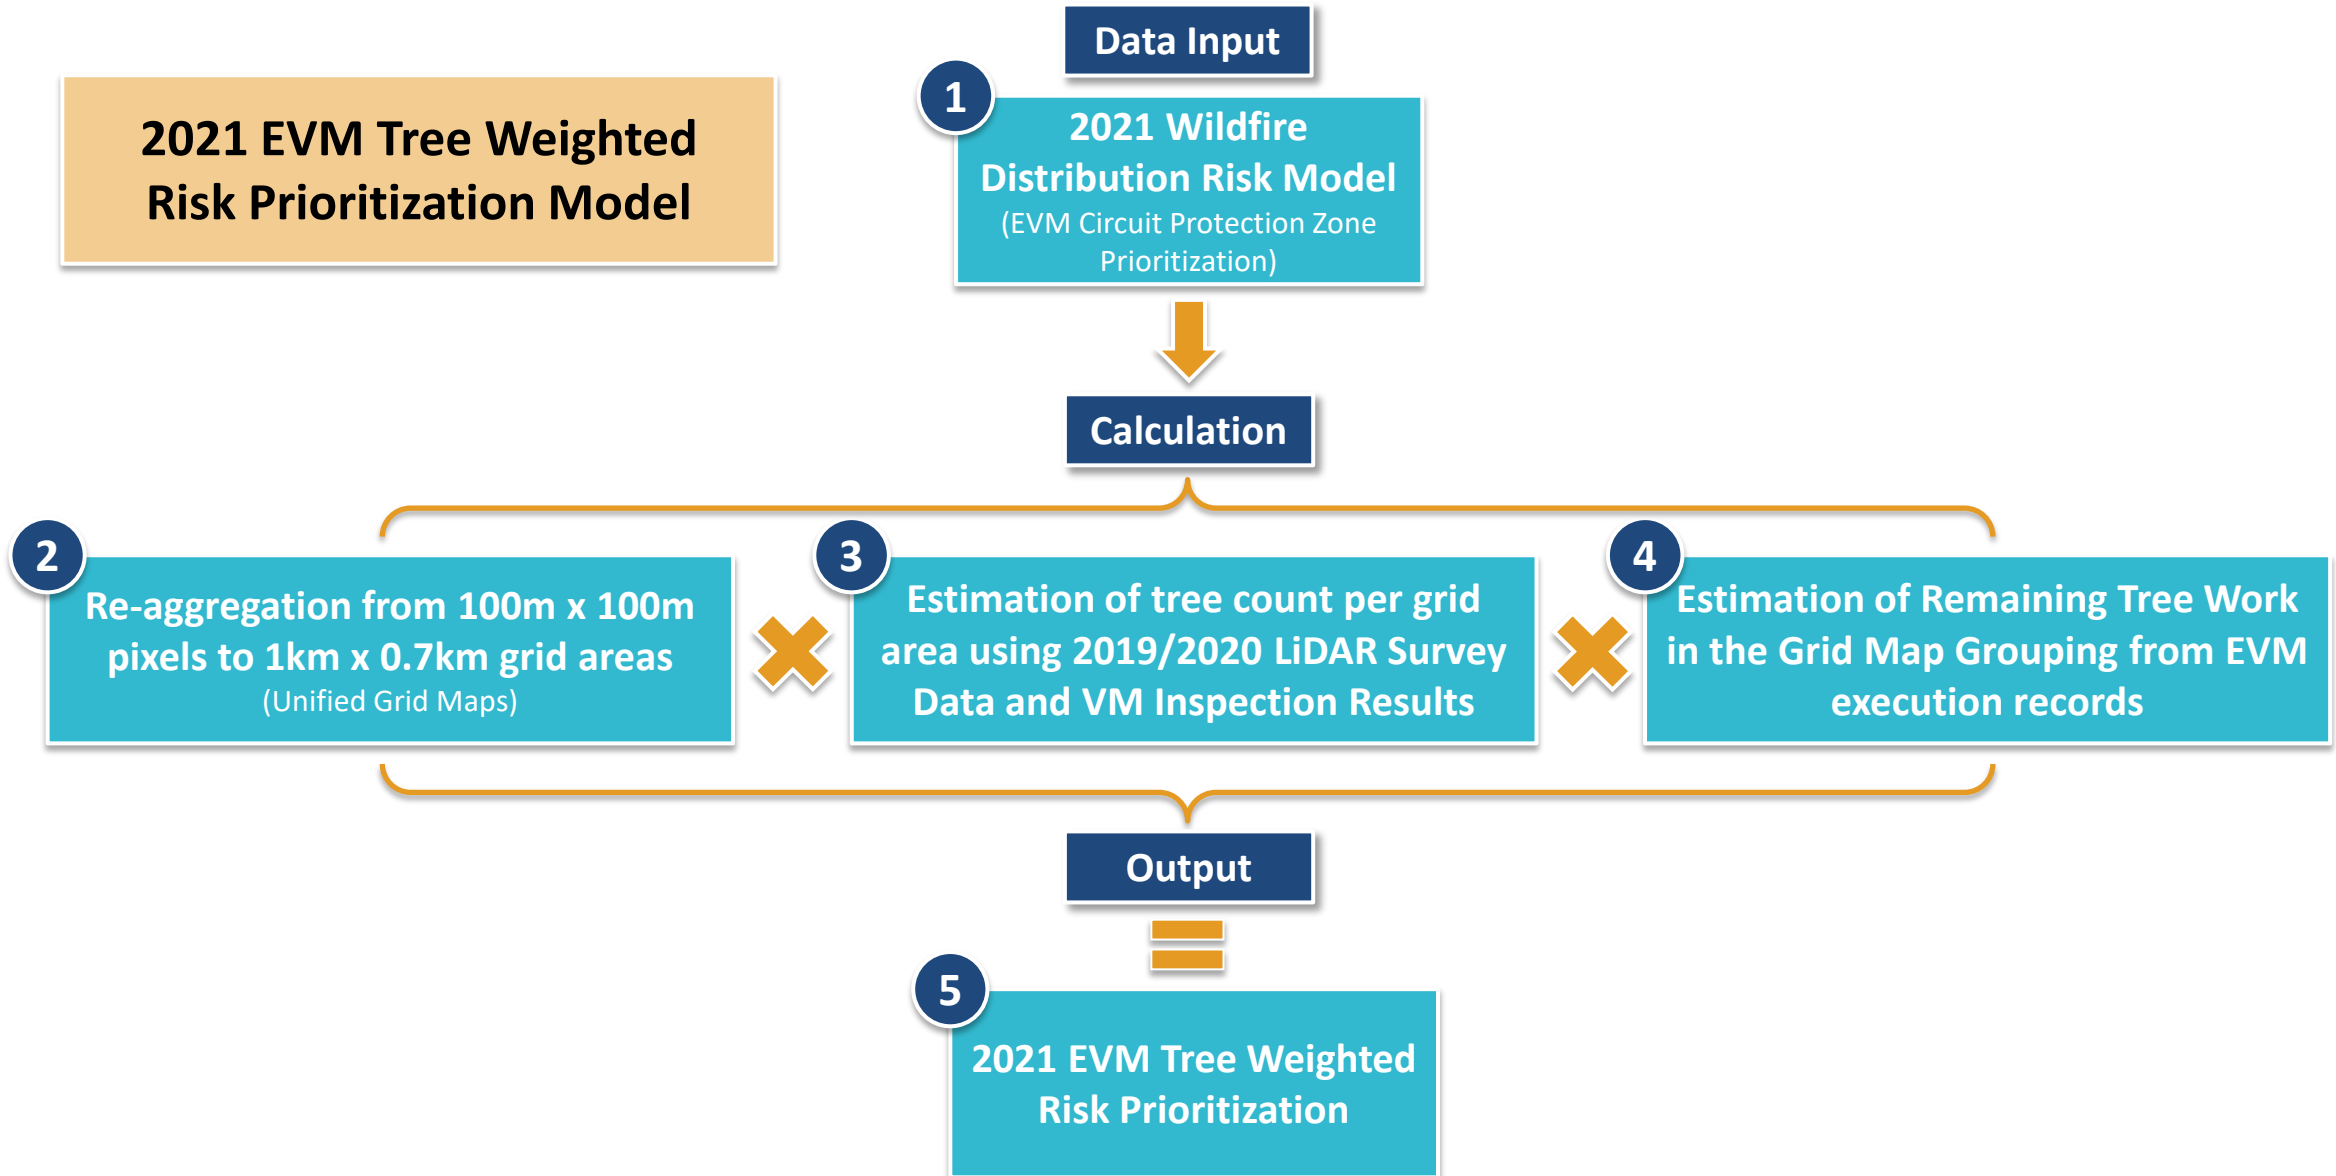 Data Input
2021 EVM Tree Weighted
Risk Prioritization Model
1
2021 Wildfire
Distribution Risk Model
(EVM Circuit Protection Zone
Prioritization)
Calculation
2
Re-aggregation from 100m x 100m
pixels to 1km x 0.7km grid areas
(Unified Grid Maps)
3
Estimation of tree count per grid
area using 2019/2020 LiDAR Survey
Data and VM Inspection Results
4
Estimation of Remaining Tree Work
in the Grid Map Grouping from EVM
execution records
Output
5
2021 EVM Tree Weighted
Risk Prioritization